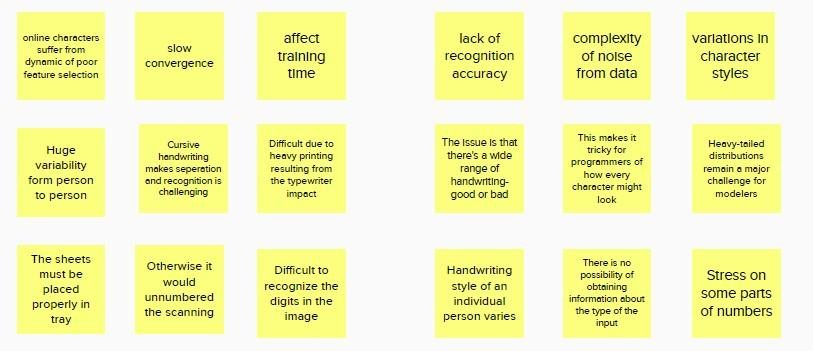 online characters
suffer from
dynamic of poor
feature selection
slow
convergence
affect
training
time
lack of
recognition
accuracy
complexity
of noise
from data
variations in
character
styles
Huge
variability
form person
to person
Cursive
handwriting
makes seperation
and recognition is
challenging
Difficult due to
heavy printing
resulting from
the typewriter
impact
The issue is that
there's a wide
range of
handwriting-
good or bad
This makes it
tricky for
programmers of
how every
character might
look
Heavy-tailed
distributions
remain a major
challenge for
modelers
The sheets
must be
placed
properly in
tray
Otherwise it
would
unnumbered
the scanning
Difficult to
recognize the
digits in the
image
Handwriting
style of an
individual
person varies
There is no
possibility of
obtaining
information about
the type of the
input
Stress on
some parts
of numbers